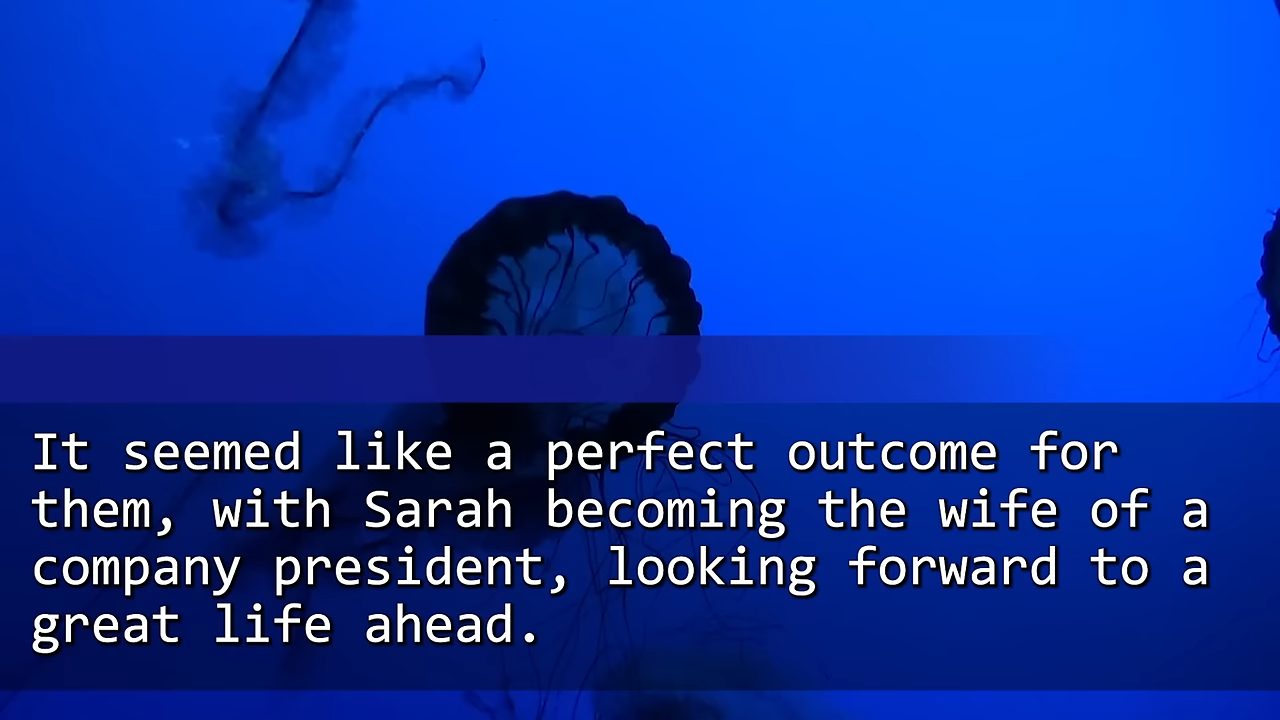 It seemed like a perfect outcome for
them, with Sarah becoming the wife of a
company president, looking forward to a
great life ahead.